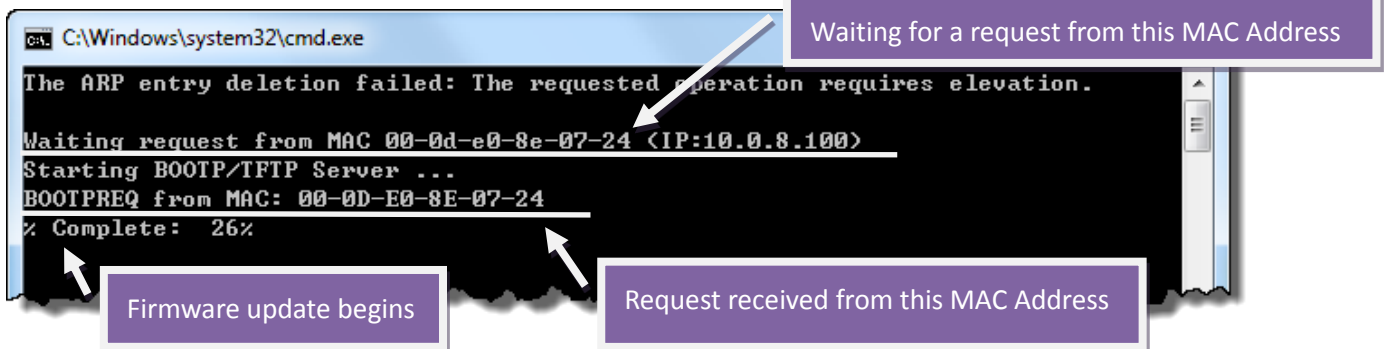 Waiting for a request from this MAC Address
C:\Windows\system32\cmd.exe
The ARP entry deletion failed: The requested operation requires elevation.
Waiting request from MAC 00-0d-e0-8e-07-24 (IP:10.0.8.100)
Starting BOOTP/TFTP Server ...
BOOTPREQ from MAC: 00-0D-E0-8E-07-24
% Complete: 26%
Firmware update begins
Request received from this MAC Address